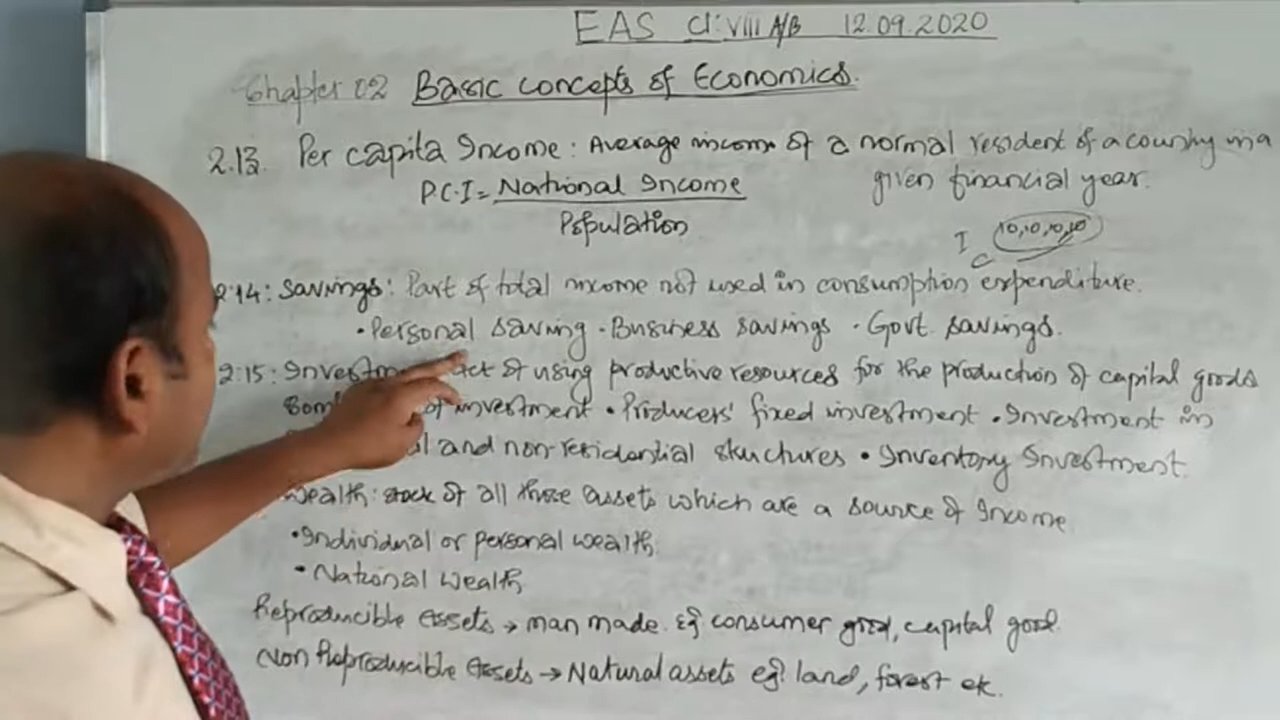 EAS Cl: VIII A/B 12.09.2020
Chapter 02 Basic concepts of Economics.
2.13. Per capita Income: Average income of a normal resident of a country in a
P.C.I = National Income given financial year.
Population
I 10,10,10,10
C
2.14: Savings: Part of total income not used in consumption expenditure.
• Personal saving • Business savings • Govt. savings.
2.15: Investm act of using productive resources for the production of capital goods
of investment • Producers' fixed investment • Investment in
and non-residential structures • Inventory Investment.
Wealth: stock of all those assets which are a source of Income
• Individual or personal wealth.
• National wealth
Reproducible assets → man made. eg consumer good, capital good.
Non Reproducible assets → Natural assets eg: land, forest etc.